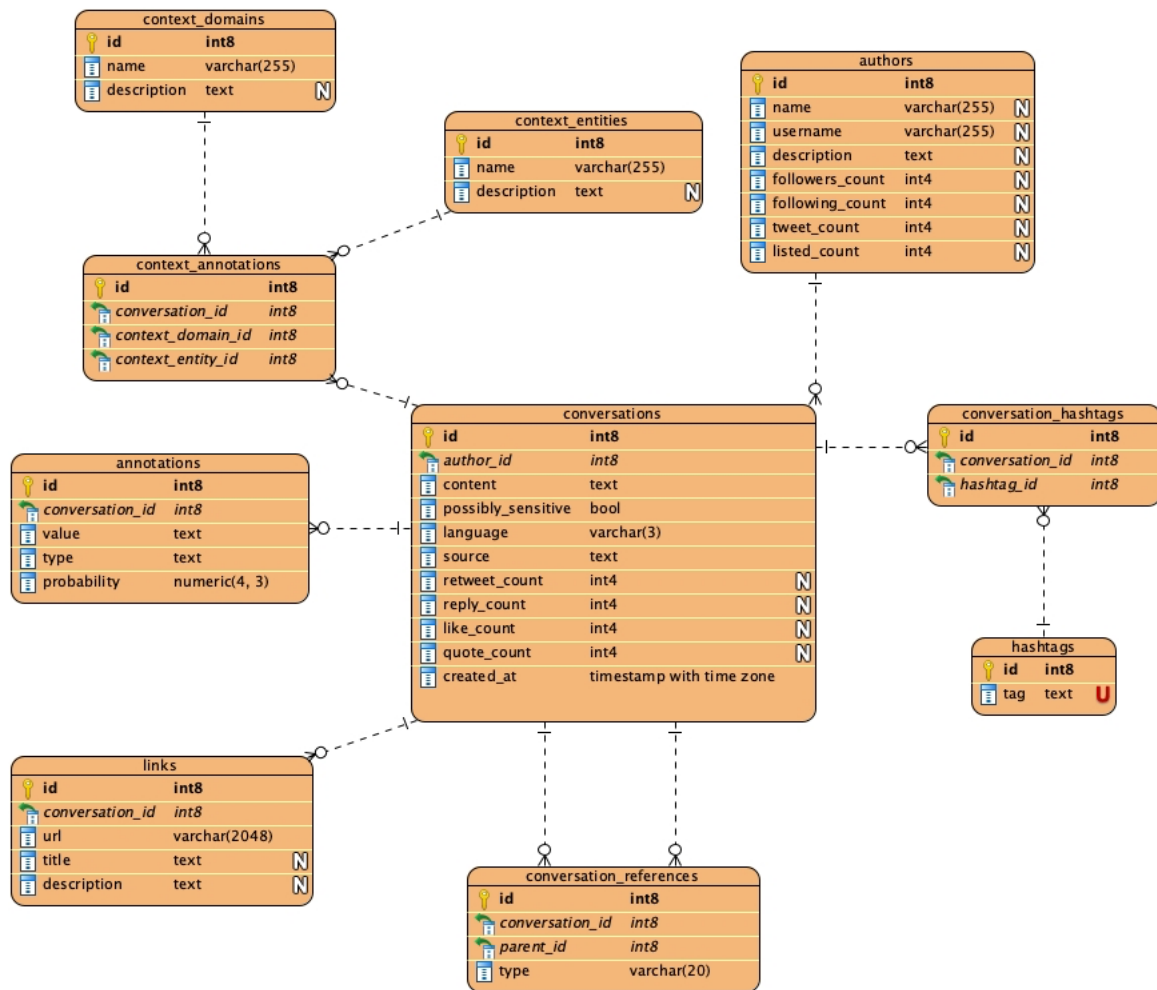 context_domains
id int8
name varchar(255)
description text N
context_entities
id int8
name varchar(255)
description text N
authors
id int8
name varchar(255) N
username varchar(255) N
description text N
followers_count int4 N
following_count int4 N
tweet_count int4 N
listed_count int4 N
context_annotations
id int8
conversation_id int8
context_domain_id int8
context_entity_id int8
conversations
id int8
author_id int8
content text
possibly_sensitive bool
language varchar(3)
source text
retweet_count int4 N
reply_count int4 N
like_count int4 N
quote_count int4 N
created_at timestamp with time zone
conversation_hashtags
id int8
conversation_id int8
hashtag_id int8
annotations
id int8
conversation_id int8
value text
type text
probability numeric(4, 3)
hashtags
id int8
tag text U
links
id int8
conversation_id int8
url varchar(2048)
title text N
description text N
conversation_references
id int8
conversation_id int8
parent_id int8
type varchar(20)